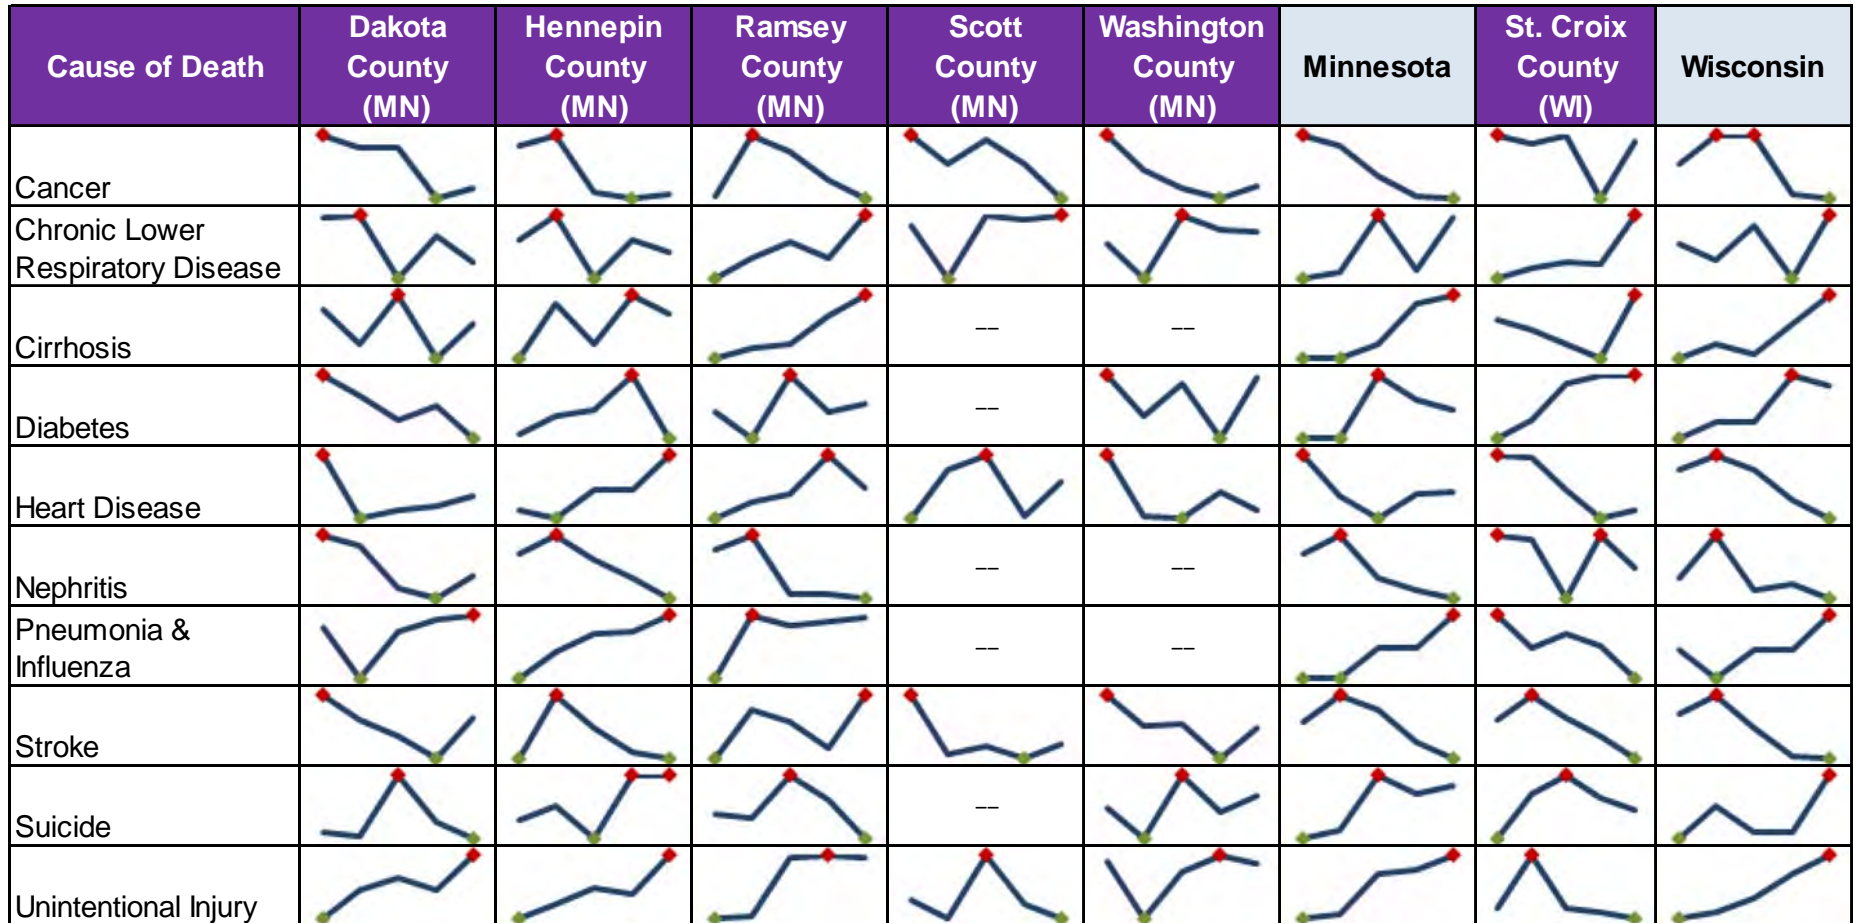 Cause of Death
Dakota
County
(MN)
Hennepin
County
(MN)
Ramsey
County
(MN)
Scott
County
(MN)
Washington
County
(MN)
Minnesota
St. Croix
County
(WI)
Wisconsin
Cancer
Chronic Lower
Respiratory Disease
Cirrhosis
--
--
Diabetes
--
Heart Disease
Nephritis
--
--
Pneumonia &
Influenza
--
--
Stroke
Suicide
--
Unintentional Injury